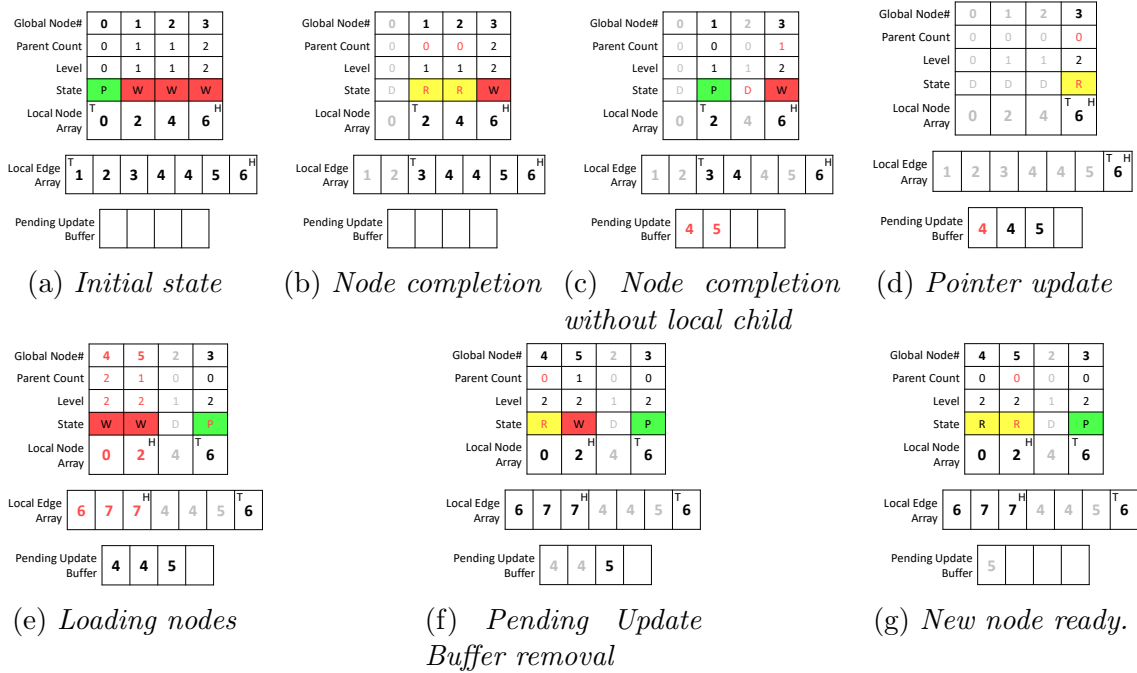 Global Node# 0 1 2 3
Parent Count 0 1 1 2
Level 0 1 1 2
State P W W W
Local Node Array T 0 2 4 6 H
Local Edge Array T 1 2 3 4 4 5 6 H
Pending Update Buffer
(a) Initial state
0 1 2 3
0 0 0 2
0 1 1 2
D R R W
0 T 2 4 6 H
1 2 T 3 4 4 5 6 H
Global Node#
Parent Count
Level
State
Local Node Array
Local Edge Array
Pending Update Buffer
(b) Node completion
Global Node# 0 1 2 3
Parent Count 0 0 0 1
Level 0 1 1 2
State D P D W
Local Node Array 0 T 2 4 6 H
Local Edge Array 1 2 T 3 4 4 5 6 H
Pending Update Buffer 4 5
(c) Node completion
without local child
Global Node# 0 1 2 3
Parent Count 0 0 0 0
Level 0 1 1 2
State D D D R
Local Node Array 0 2 4 T 6 H
Local Edge Array 1 2 3 4 4 5 T 6 H
Pending Update Buffer 4 4 5
(d) Pointer update
Global Node# 4 5 2 3
Parent Count 2 1 0 0
Level 2 2 1 2
State W W D P
Local Node Array 0 2 H 4 T 6
Local Edge Array 6 7 7 H 4 4 5 T 6
Pending Update Buffer 4 4 5
(e) Loading nodes
Global Node# 4 5 2 3
Parent Count 0 1 0 0
Level 2 2 1 2
State R W D P
Local Node Array 0 2 H 4 T 6
Local Edge Array 6 7 7 H 4 4 5 T 6
Pending Update Buffer 4 4 5
(f) Pending Update
Buffer removal
Global Node# 4 5 2 3
Parent Count 0 0 0 0
Level 2 2 1 2
State R R D P
Local Node Array 0 2 H 4 T 6
Local Edge Array 6 7 7 H 4 4 5 T 6
Pending Update Buffer 5
(g) New node ready.